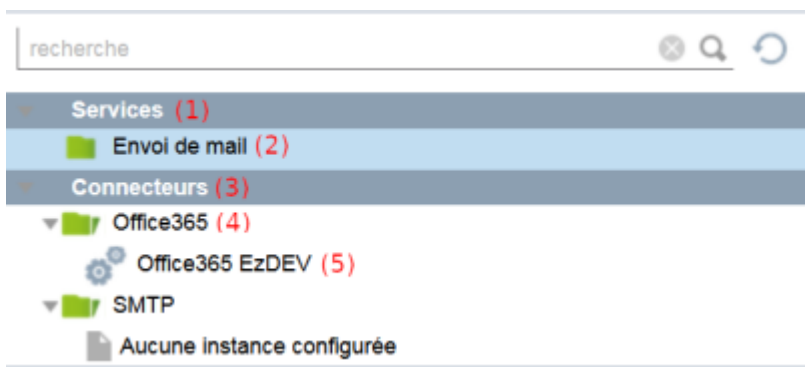 recherche
Services (1)
Envoi de mail (2)
Connecteurs (3)
Office365 (4)
Office365 EzDEV (5)
SMTP
Aucune instance configurée